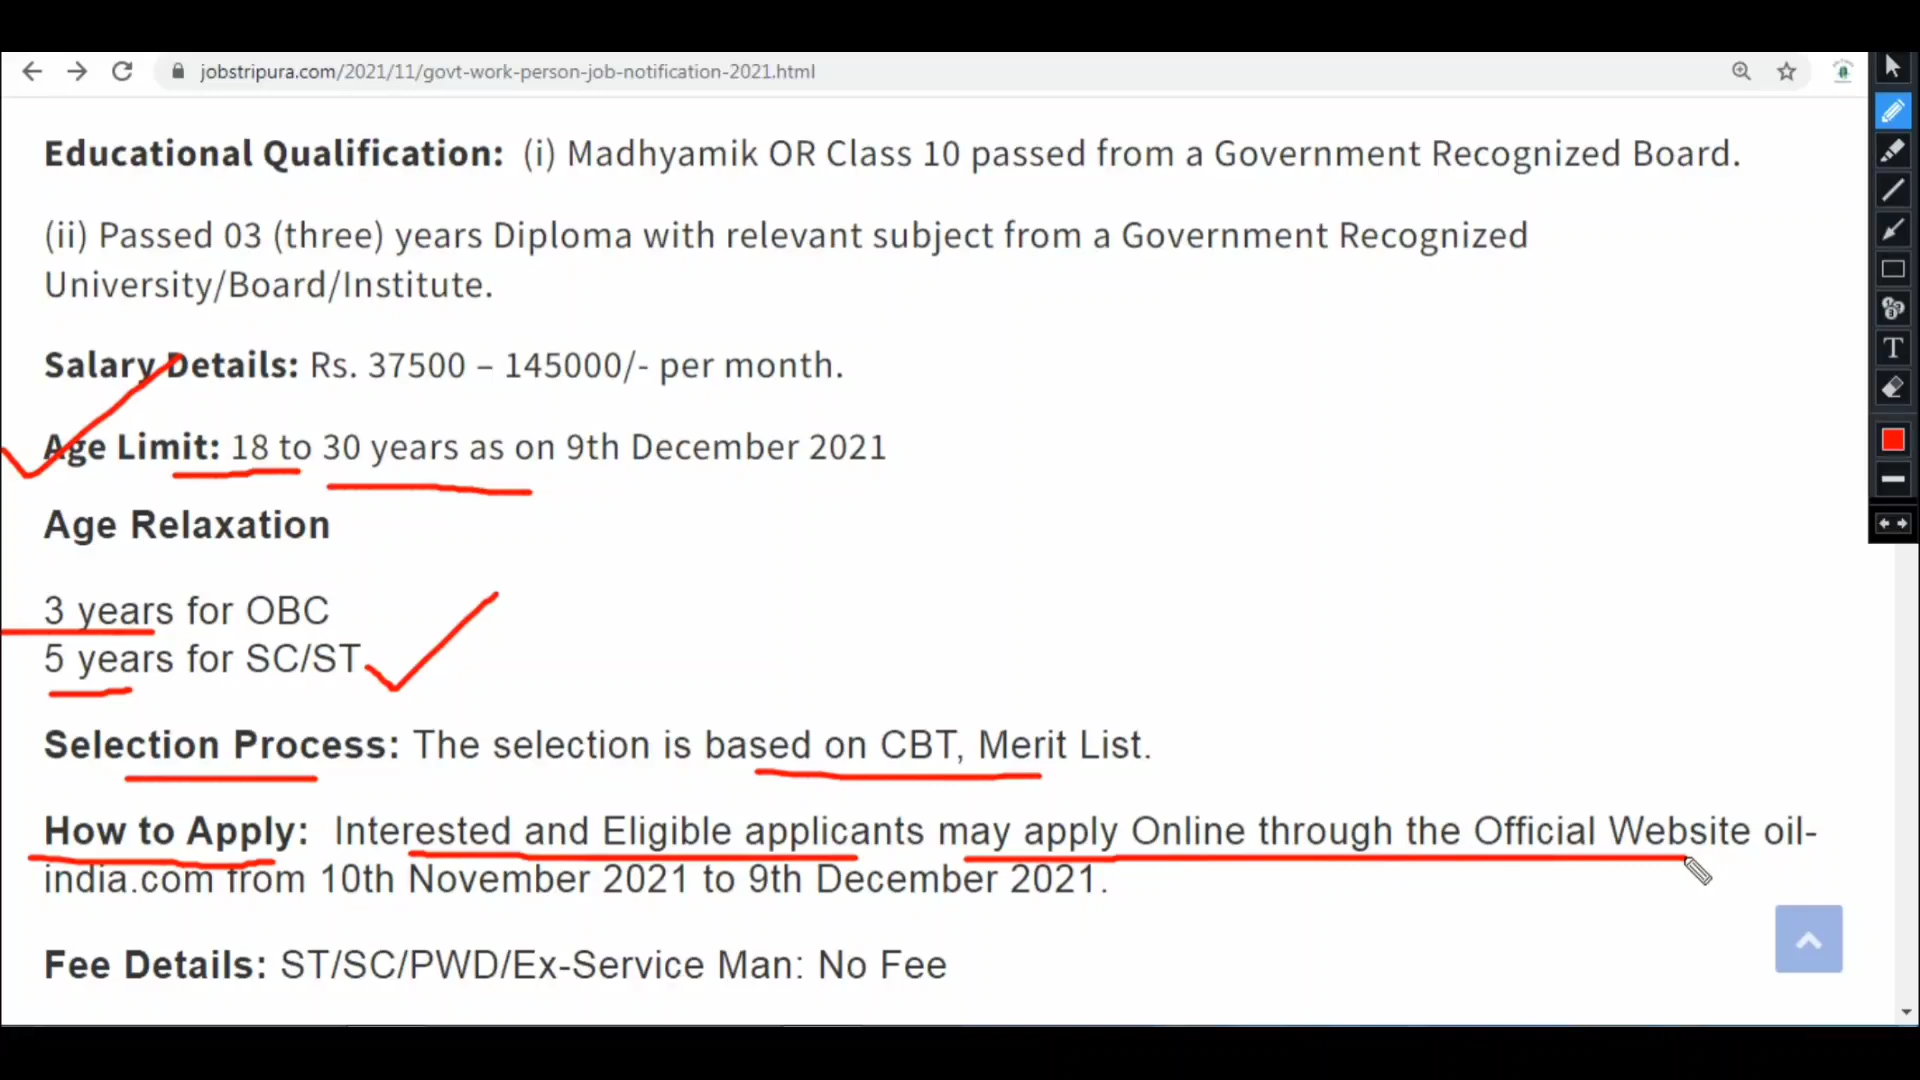 jobstripura.com/2021/11/govt-work-person-job-notification-2021.html
Educational Qualification: (i) Madhyamik OR Class 10 passed from a Government Recognized Board.
(ii) Passed 03 (three) years Diploma with relevant subject from a Government Recognized
University/Board/Institute.
Salary Details: Rs. 37500 – 145000/- per month.
Age Limit: 18 to 30 years as on 9th December 2021
Age Relaxation
3 years for OBC
5 years for SC/ST
Selection Process: The selection is based on CBT, Merit List.
How to Apply: Interested and Eligible applicants may apply Online through the Official Website oil-
india.com from 10th November 2021 to 9th December 2021.
Fee Details: ST/SC/PWD/Ex-Service Man: No Fee